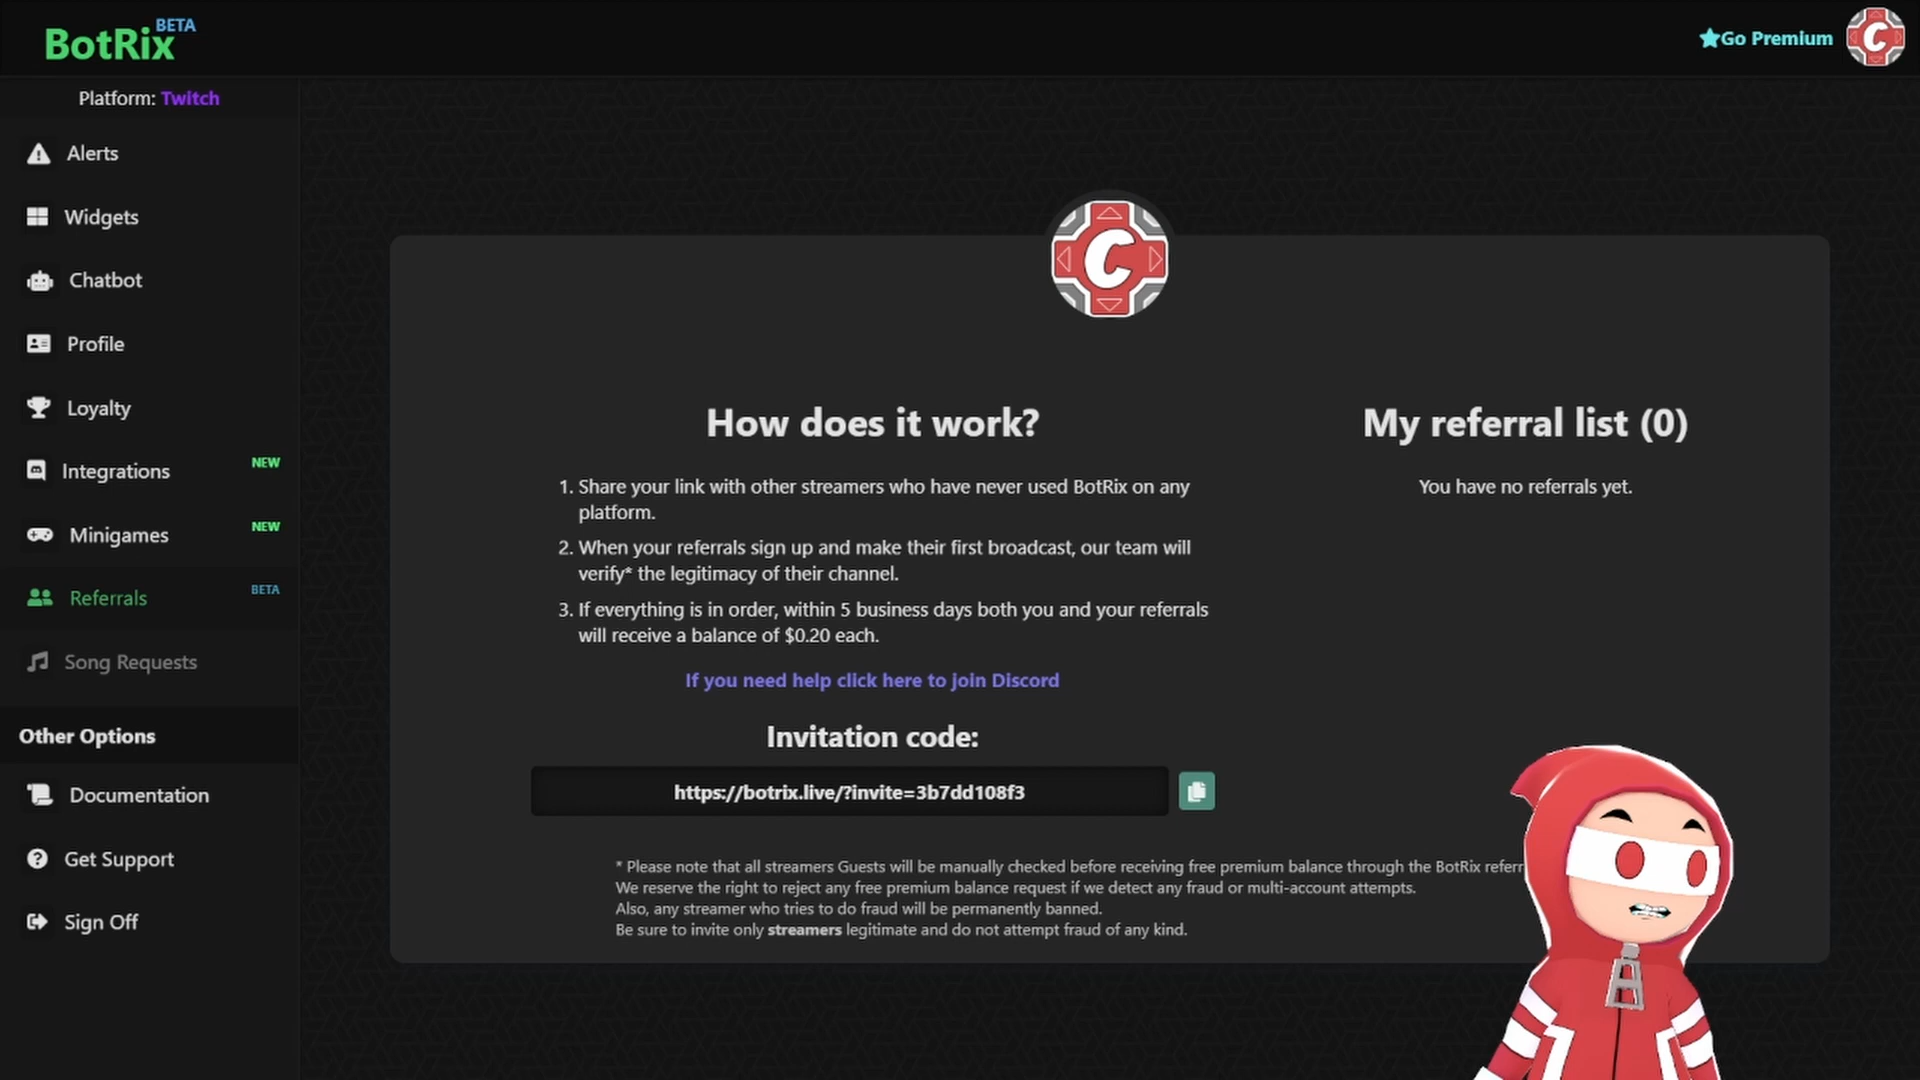 BotRix BETA
Go Premium
Platform: Twitch
Alerts
Widgets
Chatbot
Profile
Loyalty
Integrations NEW
Minigames NEW
Referrals BETA
Song Requests
Other Options
Documentation
Get Support
Sign Off
C
How does it work?
1. Share your link with other streamers who have never used BotRix on any
platform.
2. When your referrals sign up and make their first broadcast, our team will
verify* the legitimacy of their channel.
3. If everything is in order, within 5 business days both you and your referrals
will receive a balance of $0.20 each.
If you need help click here to join Discord
Invitation code:
https://botrix.live/?invite=3b7dd108f3
* Please note that all streamers Guests will be manually checked before receiving free premium balance through the BotRix referr
We reserve the right to reject any free premium balance request if we detect any fraud or multi-account attempts.
Also, any streamer who tries to do fraud will be permanently banned.
Be sure to invite only streamers legitimate and do not attempt fraud of any kind.
My referral list (0)
You have no referrals yet.
C